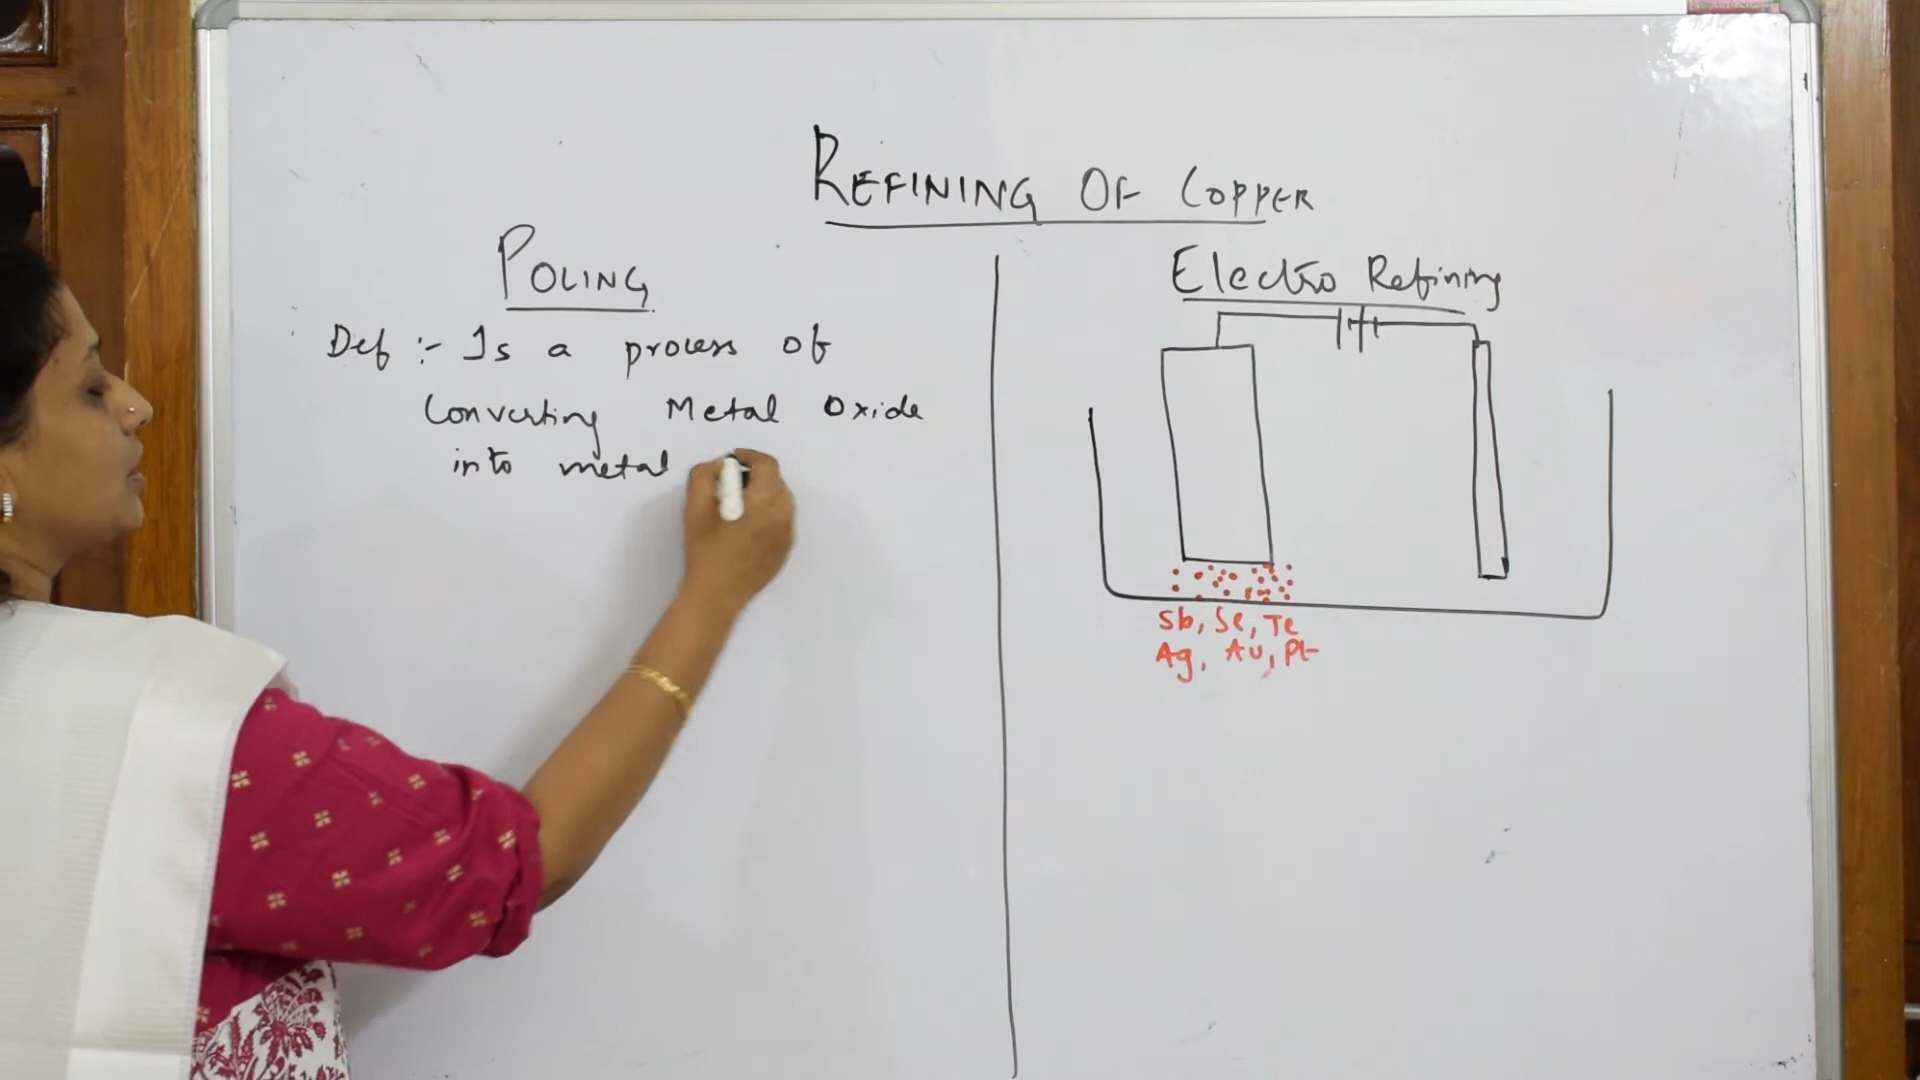 REFINING OF COPPER
POLING
Def :- Is a process of
Converting Metal Oxide
into metal
Electro Refining
Sb, Se, Te
Ag, Au, Pt